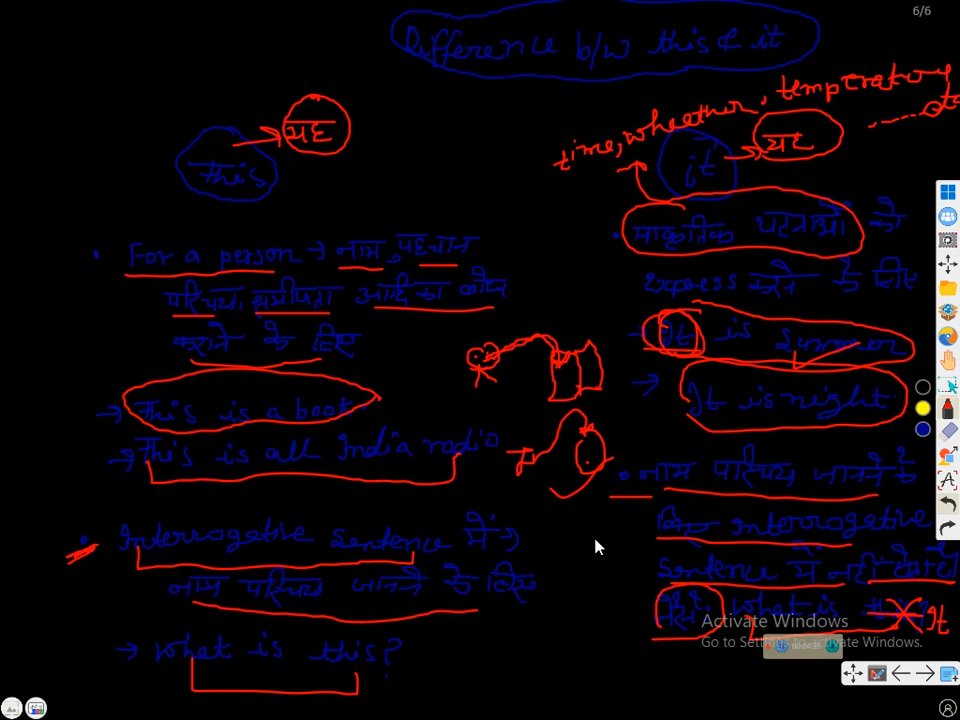 6/6
Difference b/w this & it
time, wheather, temperatory
यह
यह
this
it
For a person → नाम, पहचान
परिचय, समीपता आदि का बोध
कराने के लिए
→ This is a book
→ This is all India radio
Interrogative sentence में →
नाम परिचय जानने के लिए
→ what is this?
प्राकृतिक घटनाओं को
express करने के लिए
→ It is summer
→ It is night
नाम परिचय जानने के
लिए interrogative
sentence में नहीं
what is It
Activate Windows
Go to Settings to activate Windows.